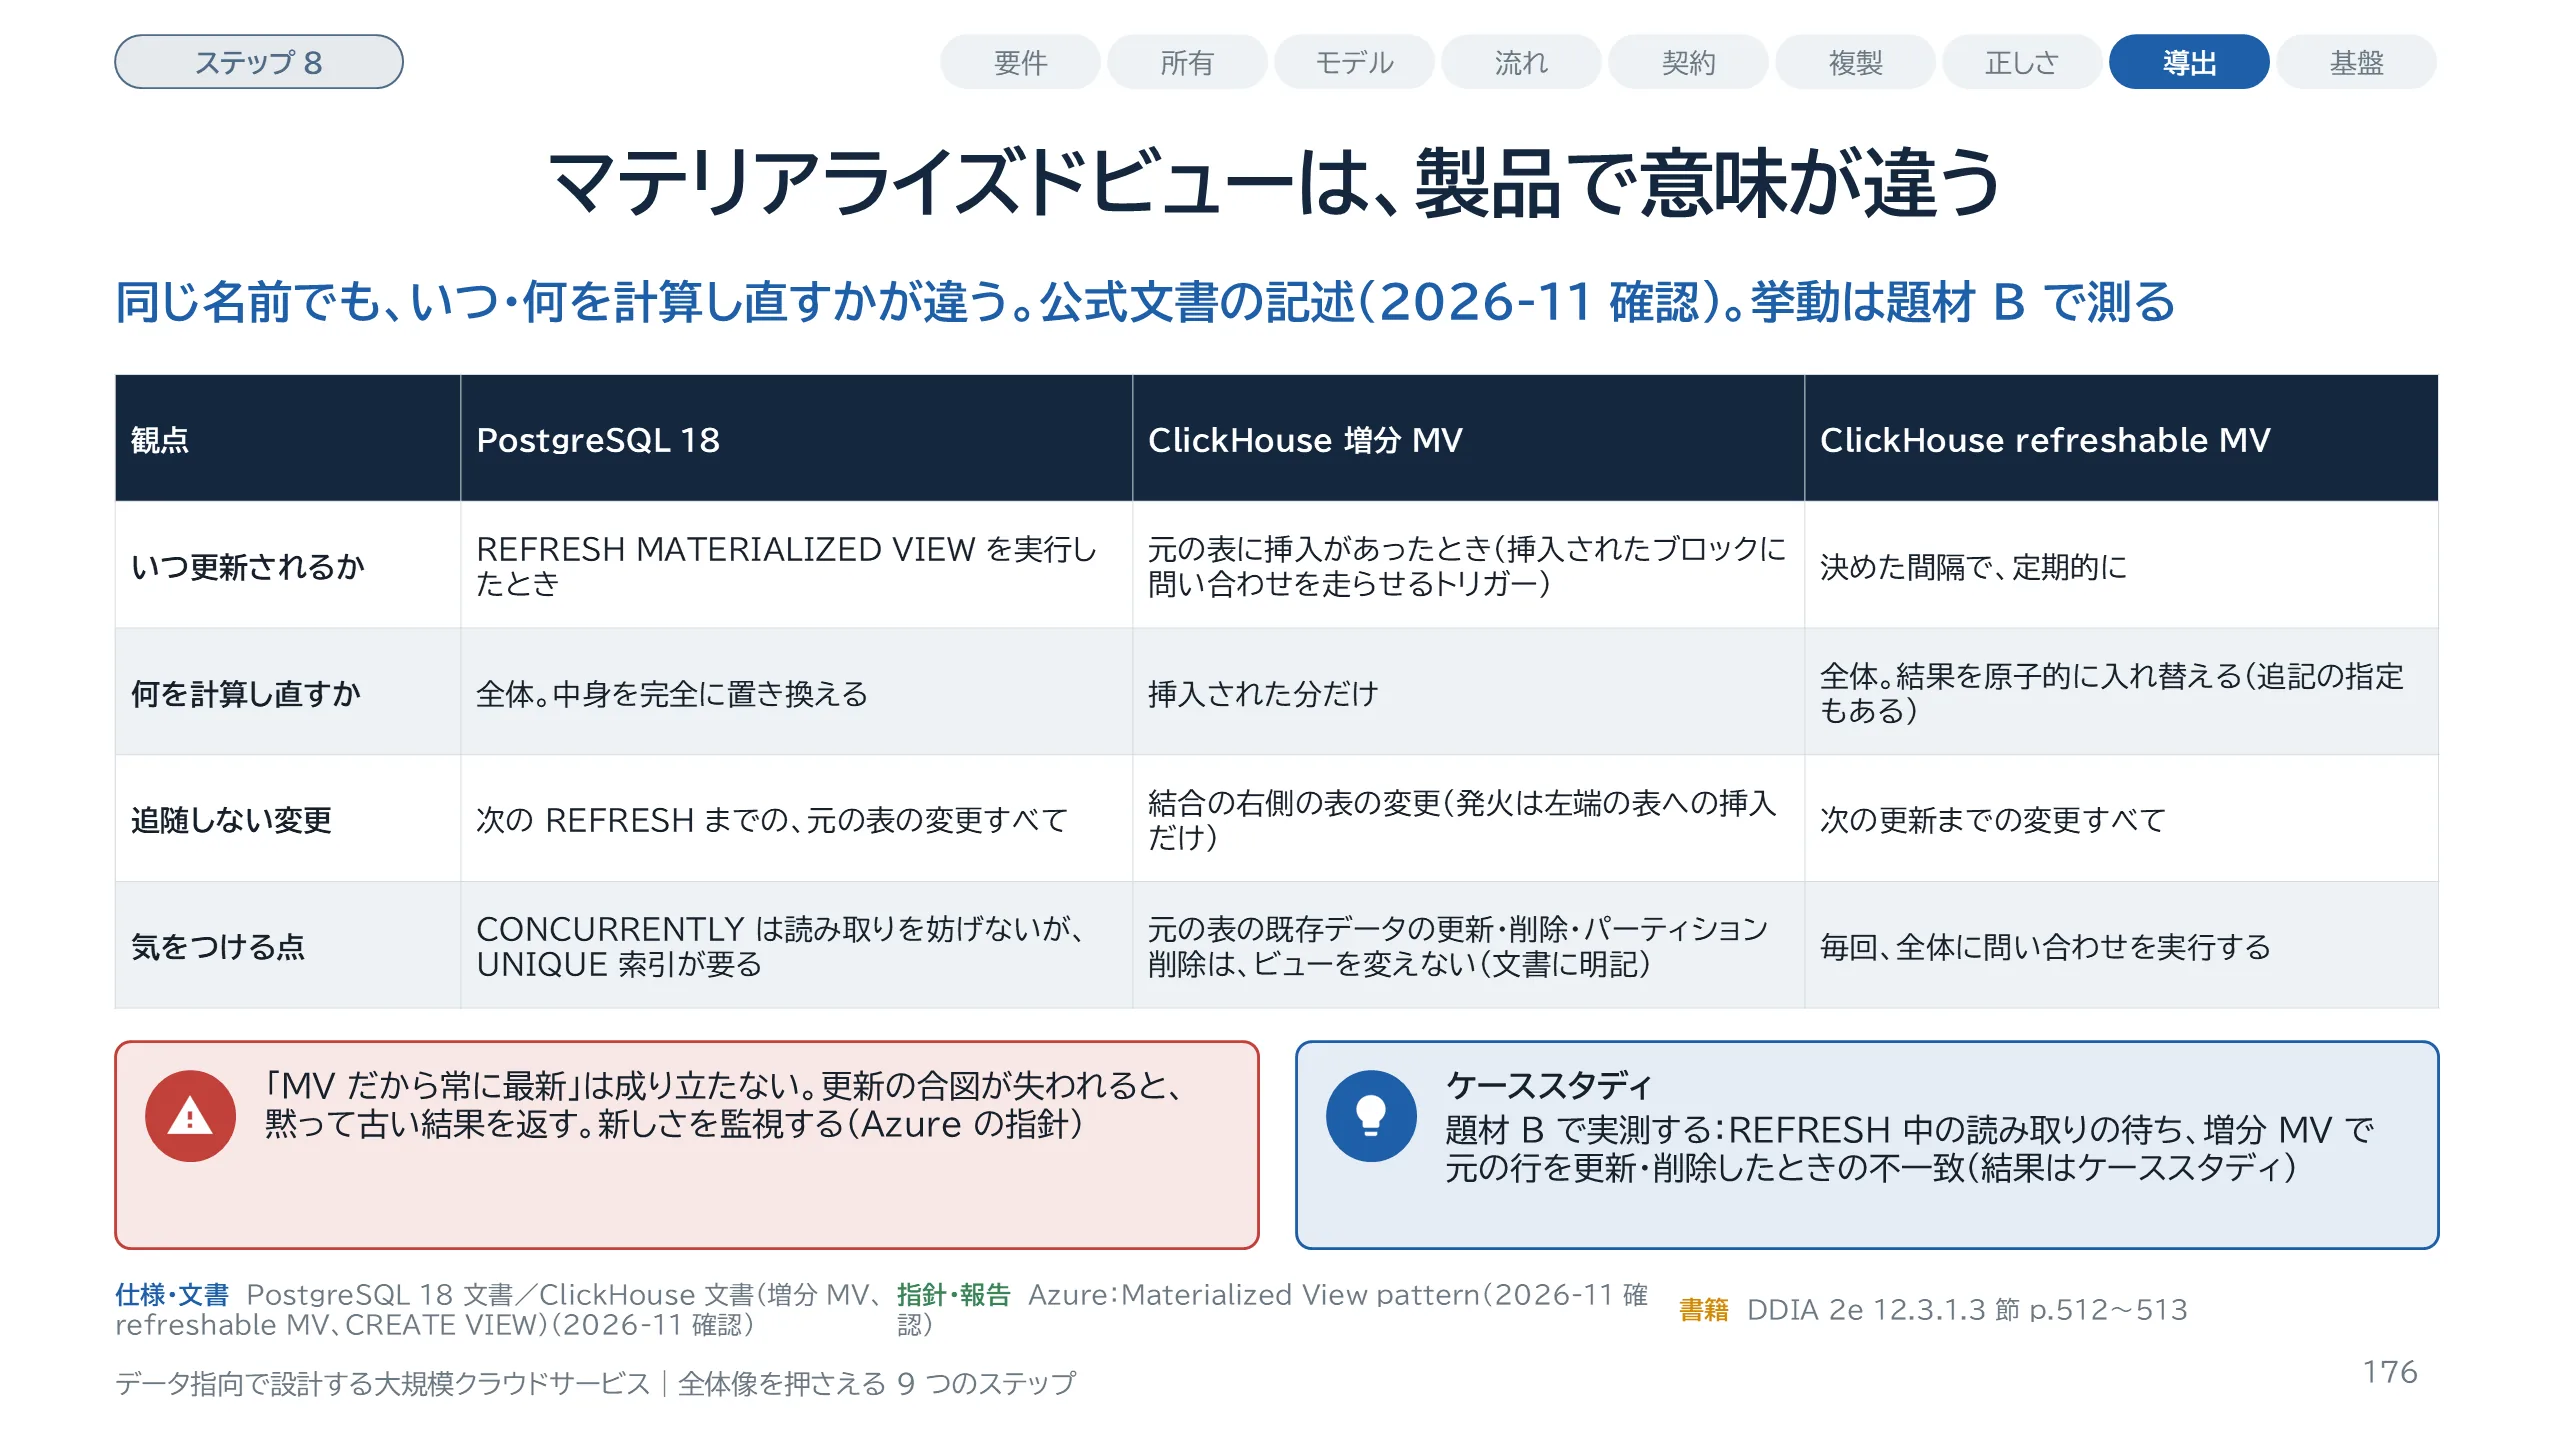 ステップ 8
要件
所有
モデル
流れ
契約
複製
正しさ
導出
基盤
マテリアライズドビューは、製品で意味が違う
同じ名前でも、いつ・何を計算し直すかが違う。公式文書の記述（2026-11 確認）。挙動は題材 B で測る
観点
PostgreSQL 18
ClickHouse 増分 MV
ClickHouse refreshable MV
いつ更新されるか
REFRESH MATERIALIZED VIEW を実行し
たとき
元の表に挿入があったとき（挿入されたブロックに
問い合わせを走らせるトリガー）
決めた間隔で、定期的に
何を計算し直すか
全体。中身を完全に置き換える
挿入された分だけ
全体。結果を原子的に入れ替える（追記の指定
もある）
追随しない変更
次の REFRESH までの、元の表の変更すべて
結合の右側の表の変更（発火は左端の表への挿入
だけ）
次の更新までの変更すべて
気をつける点
CONCURRENTLY は読み取りを妨げないが、
UNIQUE 索引が要る
元の表の既存データの更新・削除・パーティション
削除は、ビューを変えない（文書に明記）
毎回、全体に問い合わせを実行する
「MV だから常に最新」は成り立たない。更新の合図が失われると、
黙って古い結果を返す。新しさを監視する（Azure の指針）
ケーススタディ
題材 B で実測する：REFRESH 中の読み取りの待ち、増分 MV で
元の行を更新・削除したときの不一致（結果はケーススタディ）
仕様・文書 PostgreSQL 18 文書／ClickHouse 文書（増分 MV、
refreshable MV、CREATE VIEW）（2026-11 確認）
指針・報告 Azure：Materialized View pattern（2026-11 確
認）
書籍 DDIA 2e 12.3.1.3 節 p.512〜513
データ指向で設計する大規模クラウドサービス｜全体像を押さえる 9 つのステップ
176